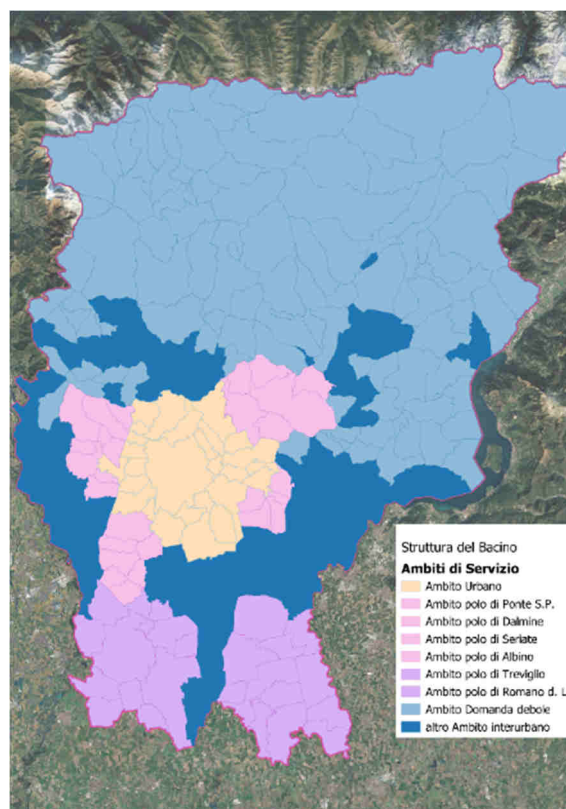 Struttura del Bacino
Ambiti di Servizio
Ambito Urbano
Ambito polo di Ponte S.P.
Ambito polo di Dalmine
Ambito polo di Seriate
Ambito polo di Albino
Ambito polo di Treviglio
Ambito polo di Romano d. L
Ambito Domanda debole
altro Ambito interurbano